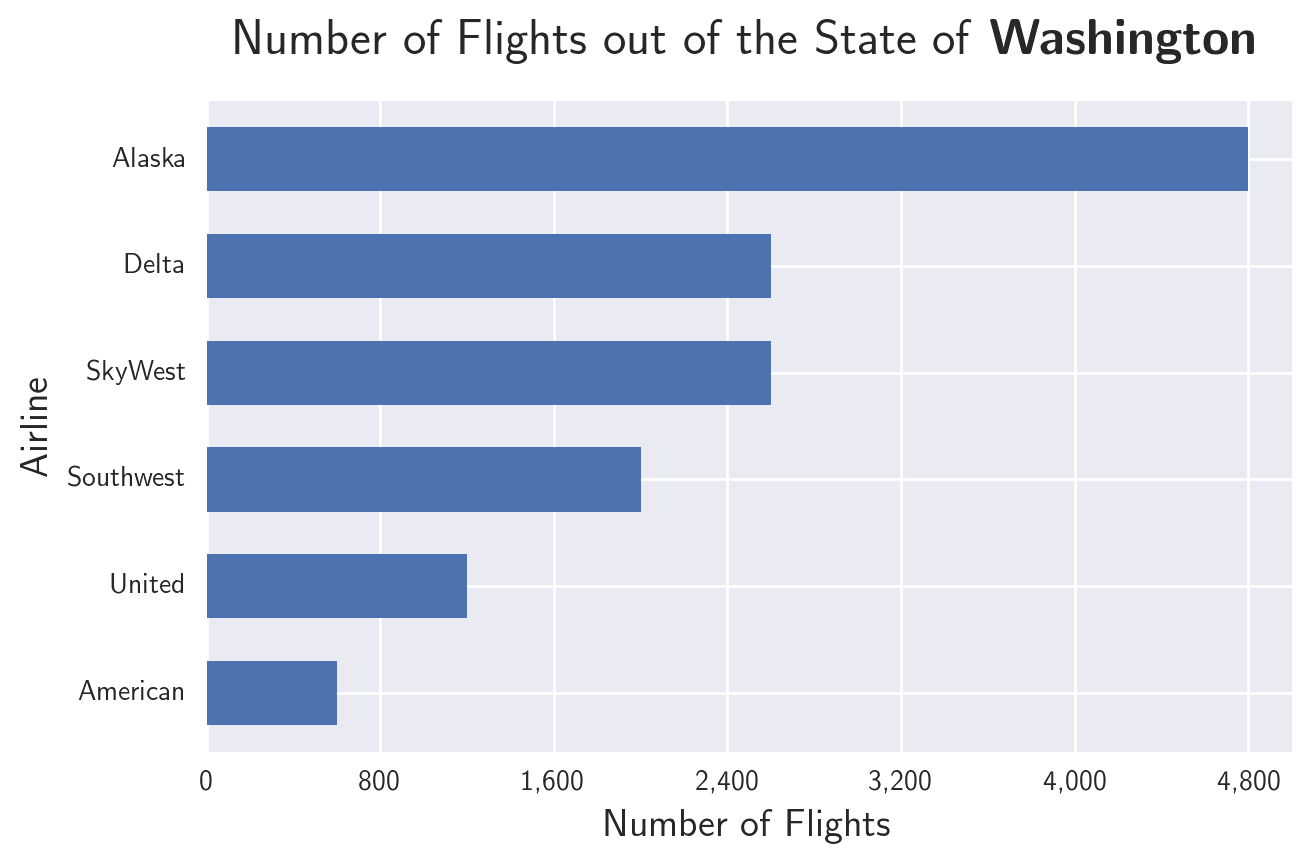 Number of Flights out of the State of Washington
Alaska
Delta
SkyWest
Southwest
United
American
Airline
0 800 1,600 2,400 3,200 4,000 4,800
Number of Flights